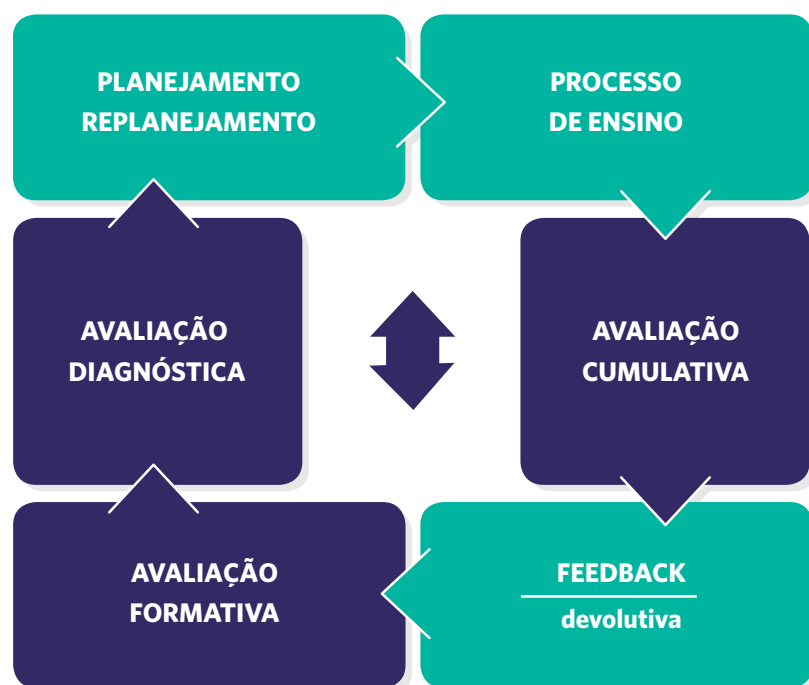 PLANEJAMENTO
REPLANEJAMENTO
PROCESSO
DE ENSINO
AVALIAÇÃO
DIAGNÓSTICA
AVALIAÇÃO
CUMULATIVA
AVALIAÇÃO
FORMATIVA
FEEDBACK
devolutiva